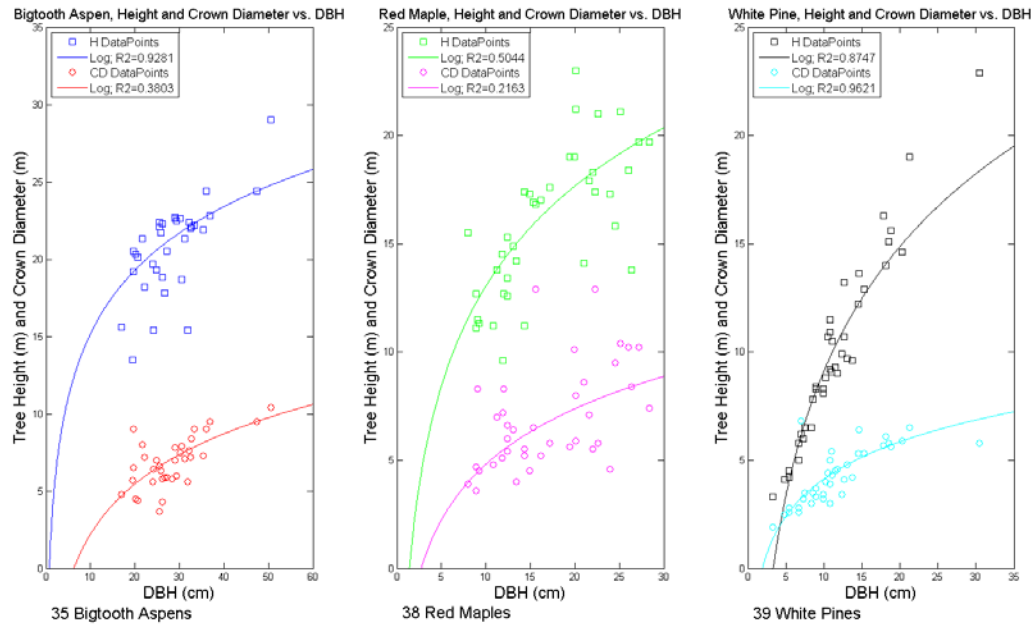 Bigtooth Aspen, Height and Crown Diameter vs. DBH
H DataPoints
Log; R2=0.9281
CD DataPoints
Log; R2=0.3803
Tree Height (m) and Crown Diameter (m)
35
30
25
20
15
10
5
0
0 10 20 30 40 50 60
DBH (cm)
35 Bigtooth Aspens
Red Maple, Height and Crown Diameter vs. DBH
H DataPoints
Log; R2=0.5044
CD DataPoints
Log; R2=0.2163
Tree Height (m) and Crown Diameter (m)
25
20
15
10
5
0
0 5 10 15 20 25 30
DBH (cm)
38 Red Maples
White Pine, Height and Crown Diameter vs. DBH
H DataPoints
Log; R2=0.8747
CD DataPoints
Log; R2=0.9621
Tree Height (m) and Crown Diameter (m)
25
20
15
10
5
0
0 5 10 15 20 25 30 35
DBH (cm)
39 White Pines